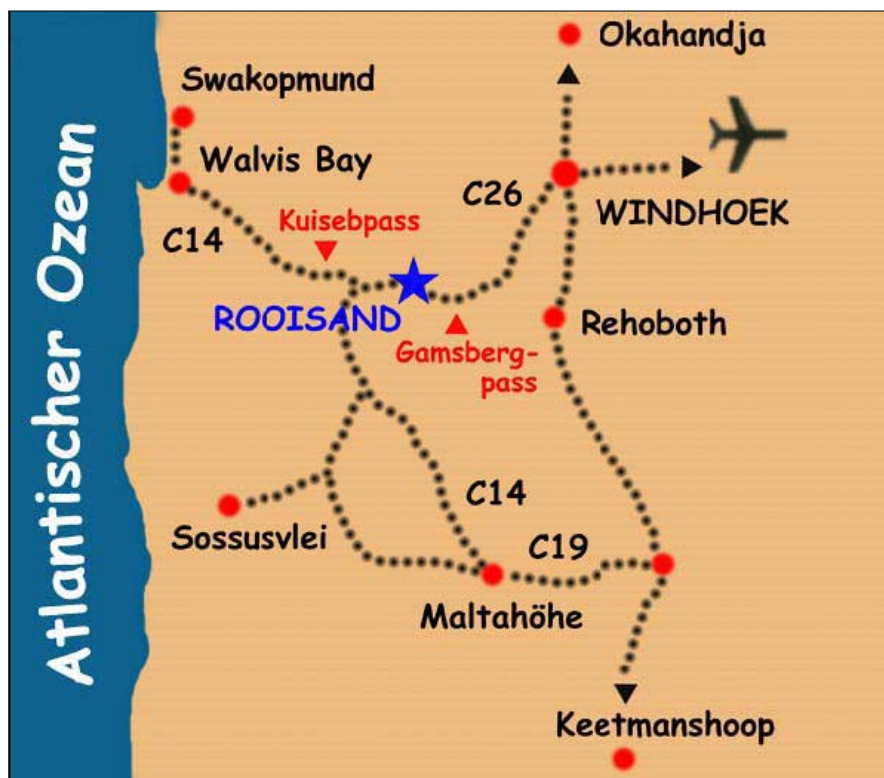 Okahandja
Swakopmund
Walvis Bay
WINDHOEK
C26
Kuisebpass
C14
ROOISAND
Rehoboth
Gamsberg-
pass
Atlantischer Ozean
C14
Sossusvlei
C19
Maltahöhe
Keetmanshoop